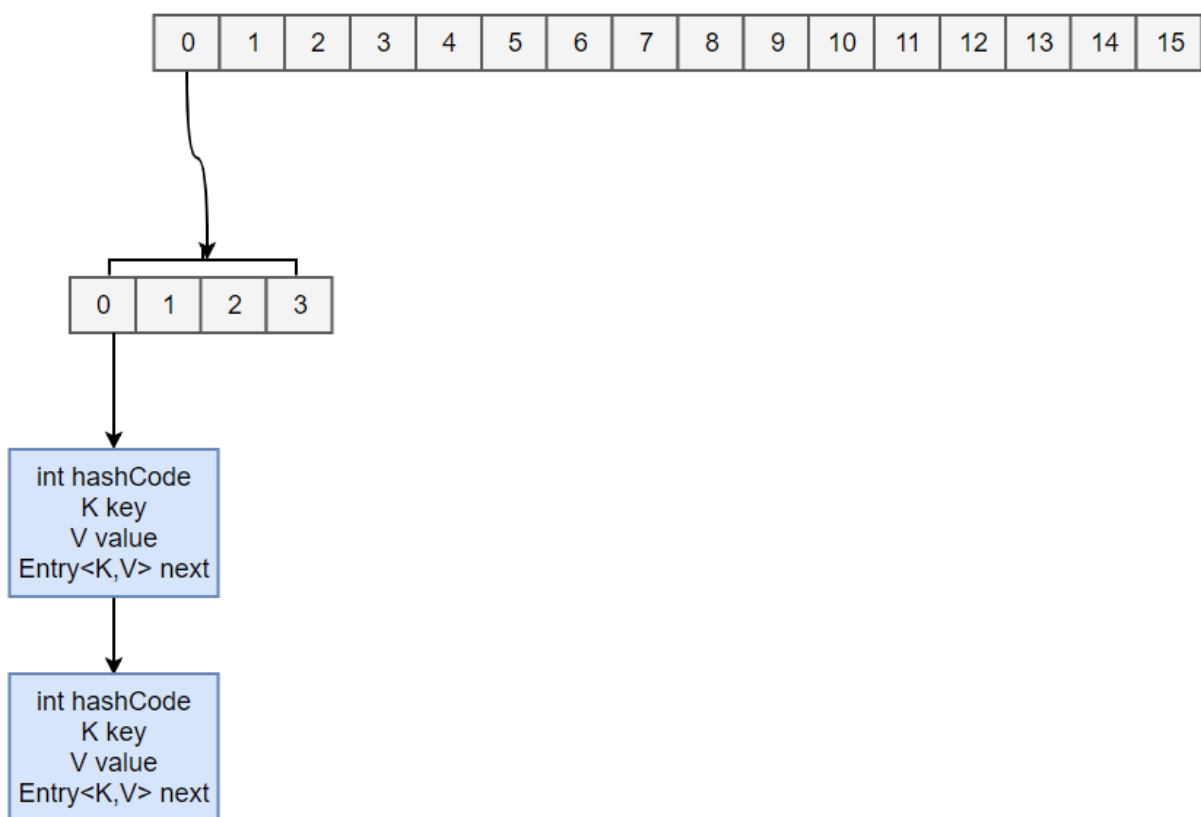 0 1 2 3 4 5 6 7 8 9 10 11 12 13 14 15
0 1 2 3
int hashCode
K key
V value
Entry<K,V> next
int hashCode
K key
V value
Entry<K,V> next